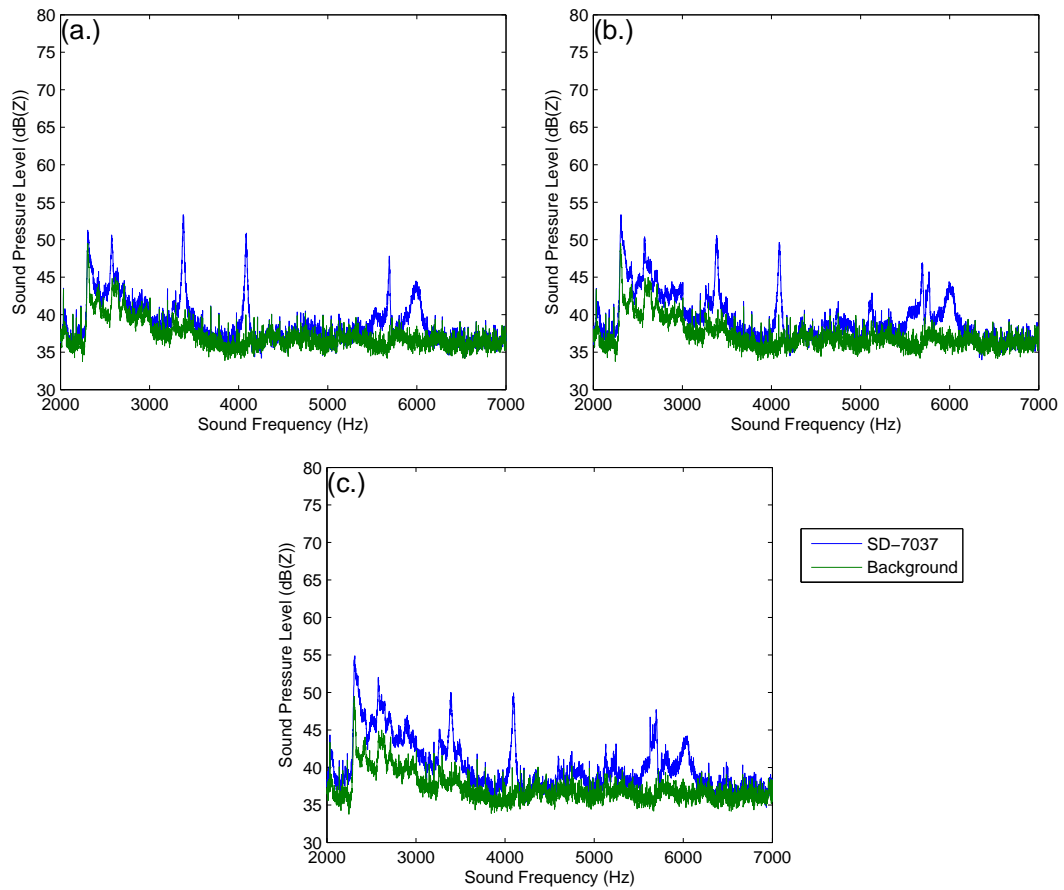 (a.)
80
75
70
65
60
55
50
45
40
35
30
2000 3000 4000 5000 6000 7000
Sound Frequency (Hz)
Sound Pressure Level (dB(Z))
(b.)
80
75
70
65
60
55
50
45
40
35
30
2000 3000 4000 5000 6000 7000
Sound Frequency (Hz)
Sound Pressure Level (dB(Z))
(c.)
80
75
70
65
60
55
50
45
40
35
30
2000 3000 4000 5000 6000 7000
Sound Frequency (Hz)
Sound Pressure Level (dB(Z))
SD−7037
Background